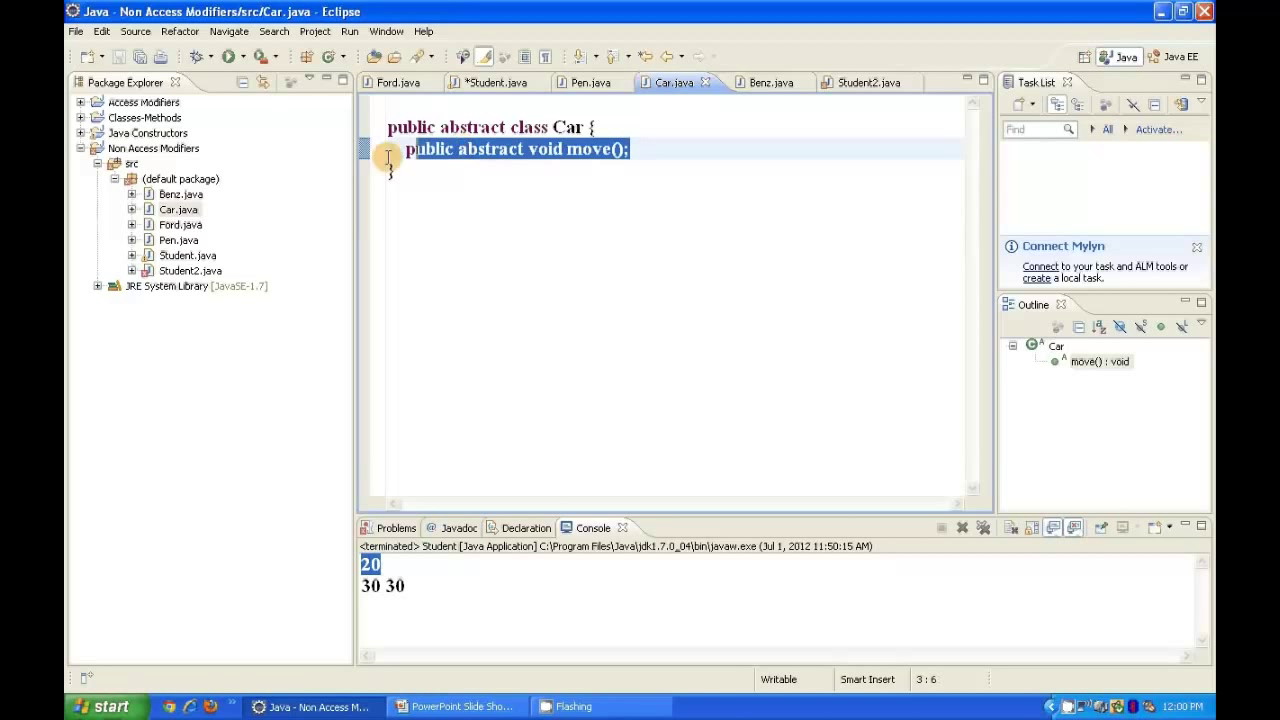 Java - Non Access Modifiers/src/Car.java - Eclipse
File Edit Source Refactor Navigate Search Project Run Window Help
Java Java EE
Package Explorer
Ford.java *Student.java Pen.java Car.java Benz.java Student2.java
Task List
Access Modifiers
Classes-Methods
Java Constructors
Non Access Modifiers
src
(default package)
Benz.java
Car.java
Ford.java
Pen.java
Student.java
Student2.java
JRE System Library [JavaSE-1.7]
public abstract class Car {
public abstract void move();
}
Find All Activate...
Connect Mylyn
Connect to your task and ALM tools or
create a local task.
Outline
Car
move() : void
Problems Javadoc Declaration Console
<terminated> Student [Java Application] C:\Program Files\Java\jdk1.7.0_04\bin\javaw.exe (Jul 1, 2012 11:50:15 AM)
20
30 30
Writable Smart Insert 3 : 6
start Java - Non Access M... PowerPoint Slide Sho... Flashing 12:00 PM